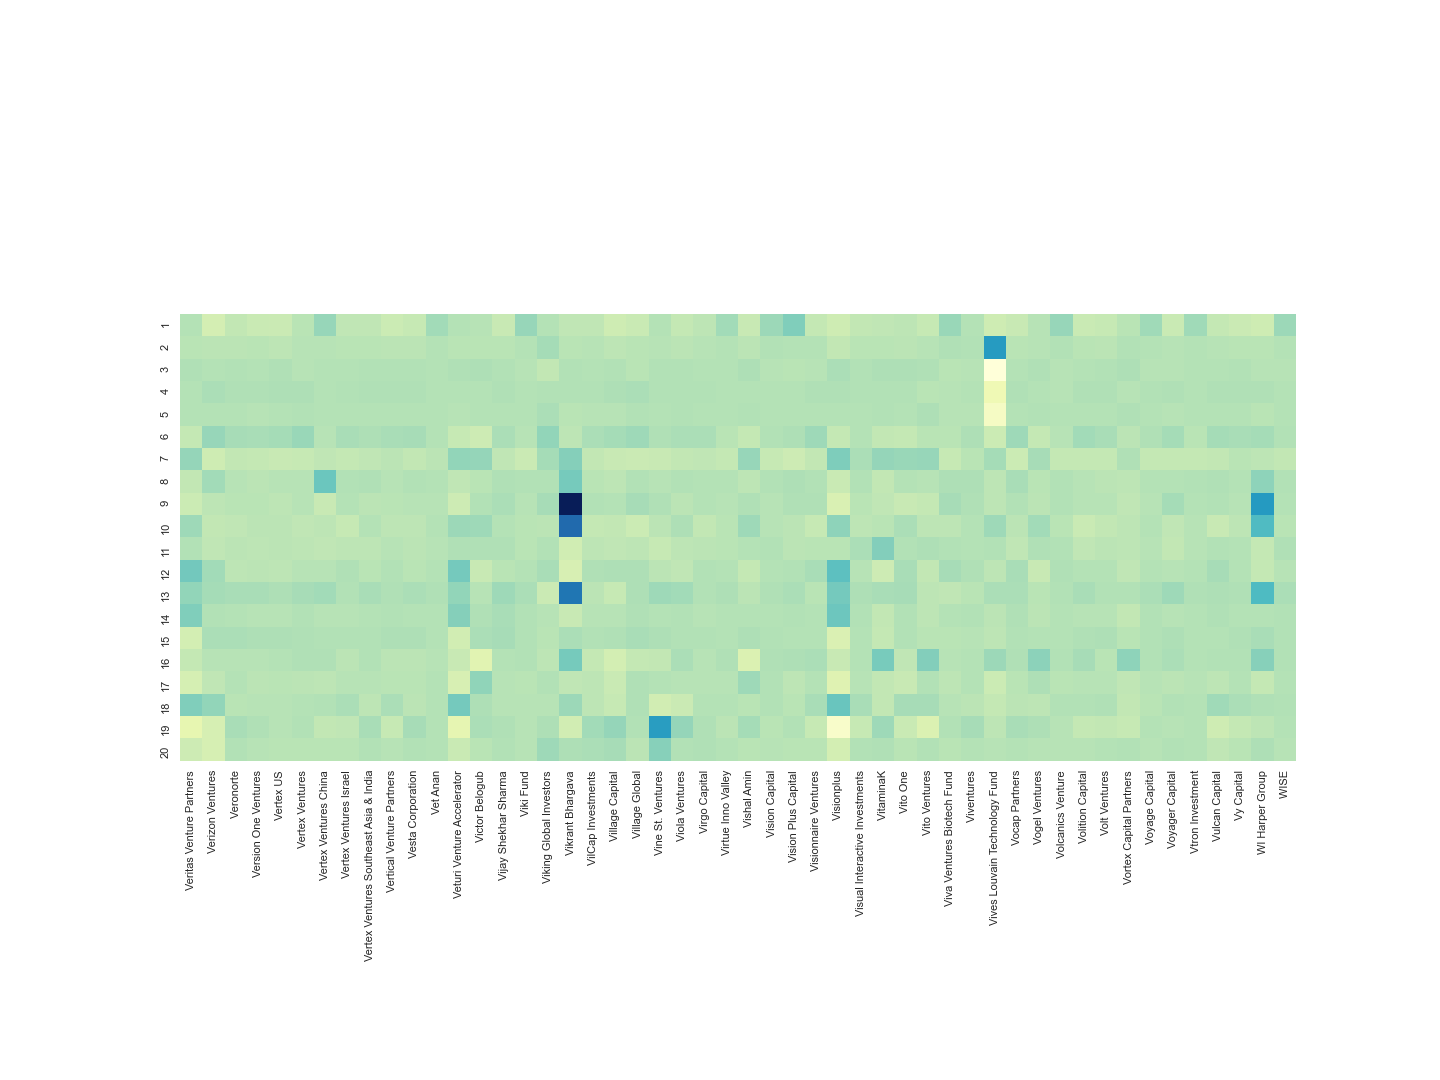 1
2
3
4
5
6
7
8
9
10
11
12
13
14
15
16
17
18
19
20
Veritas Venture Partners
Verizon Ventures
Verononorte
Version One Ventures
Vertex US
Vertex Ventures
Vertex Ventures China
Vertex Ventures Israel
Vertex Ventures Southeast Asia & India
Vertical Venture Partners
Vesta Corporation
Vet Anan
Veturi Venture Accelerator
Victor Belogub
Vijay Shekhar Sharma
Viki Fund
Viking Global Investors
Vikrant Bhargava
VilCap Investments
Village Capital
Village Global
Vine St. Ventures
Viola Ventures
Virgo Capital
Virtue Inno Valley
Vishal Amin
Vision Capital
Vision Plus Capital
Visionnaire Ventures
Visionplus
Visual Interactive Investments
VitaminaK
Vito One
Vito Ventures
Viva Ventures Biotech Fund
Viventures
Vives Louvain Technology Fund
Vocap Partners
Vogel Ventures
Volcanics Venture
Volition Capital
Volt Ventures
Vortex Capital Partners
Voyage Capital
Voyager Capital
Vtron Investment
Vulcan Capital
Vy Capital
WI Harper Group
WISE